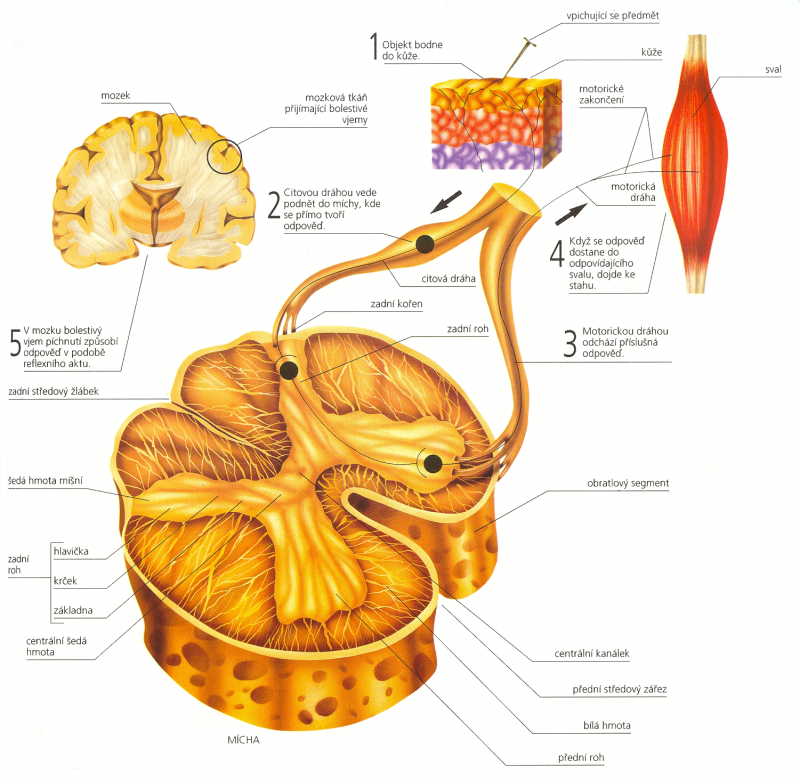 vpichující se předmět
1 Objekt bodne
do kůže.
kůže
sval
motorické
zakončení
mozek
mozková tkáň
přijímající bolestivé
vjemy
2 Citovou dráhou vede
podnět do míchy, kde
se přímo tvoří
odpověď.
motorická
dráha
4 Když se odpověď
dostane do
odpovídajícího
svalu, dojde ke
stahu.
citová dráha
zadní kořen
zadní roh
3 Motorickou dráhou
odchází příslušná
odpověď.
5 V mozku bolestivý
vjem píchnutí způsobí
odpověď v podobě
reflexního aktu.
zadní středový žlábek
šedá hmota míšní
obratlový segment
zadní
roh
hlavička
krček
základna
centrální šedá
hmota
centrální kanálek
přední středový zářez
bílá hmota
MÍCHA
přední roh